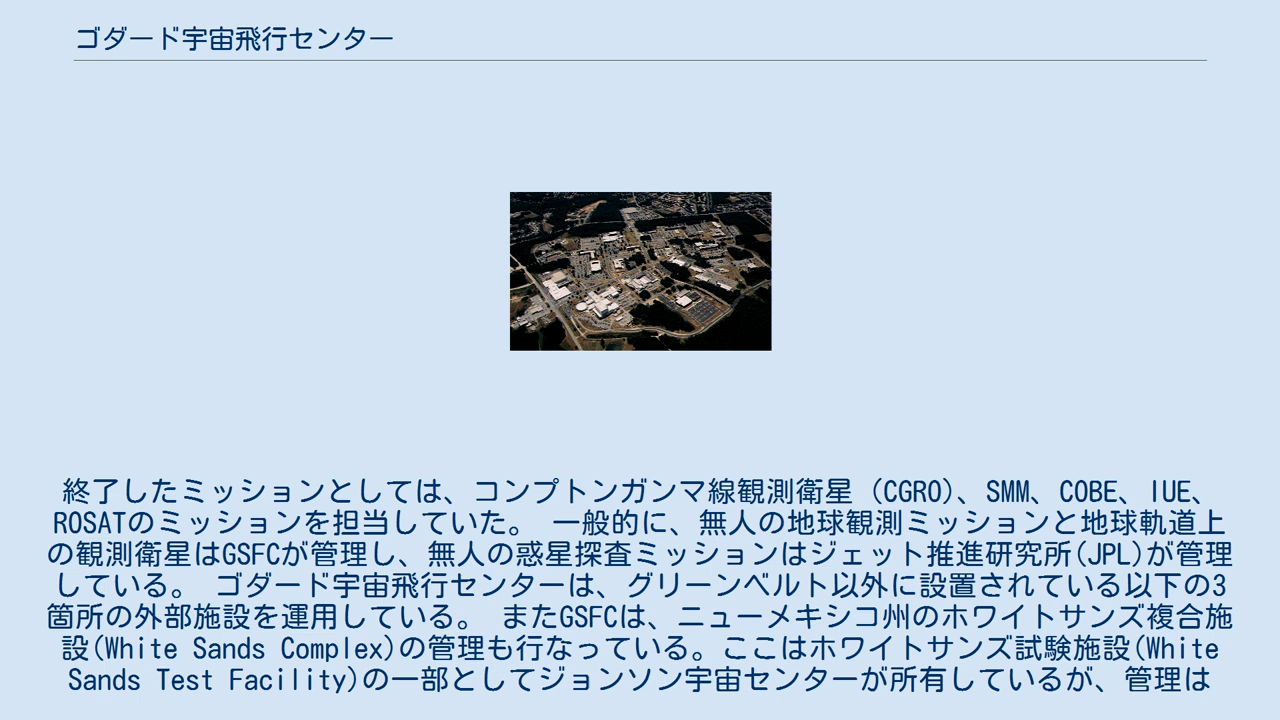 ゴダード宇宙飛行センター
終了したミッションとしては、コンプトンガンマ線観測衛星 (CGRO)、SMM、COBE、IUE、
ROSATのミッションを担当していた。 一般的に、無人の地球観測ミッションと地球軌道上
の観測衛星はGSFCが管理し、無人の惑星探査ミッションはジェット推進研究所(JPL)が管理
している。 ゴダード宇宙飛行センターは、グリーンベルト以外に設置されている以下の3
箇所の外部施設を運用している。 またGSFCは、ニューメキシコ州のホワイトサンズ複合施
設(White Sands Complex)の管理も行なっている。ここはホワイトサンズ試験施設(White
Sands Test Facility)の一部としてジョンソン宇宙センターが所有しているが、管理は